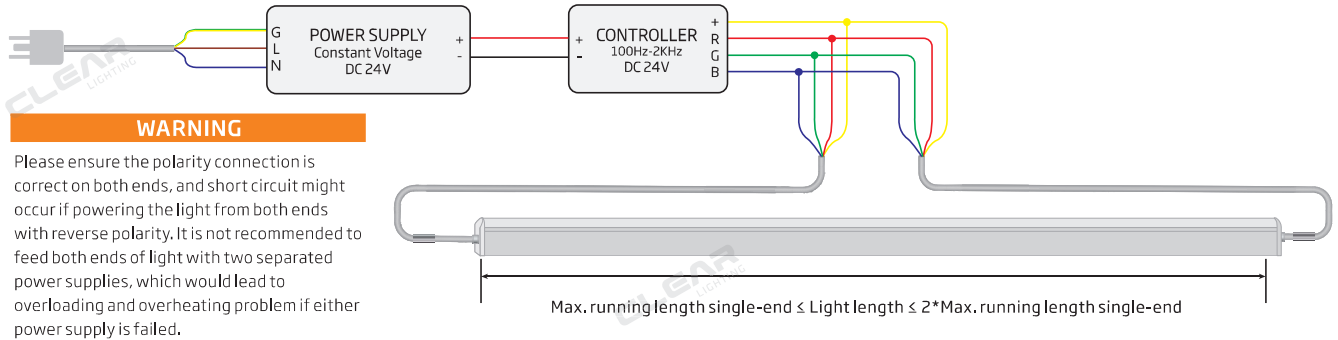 G
L
N
POWER SUPPLY
Constant Voltage
DC 24V
+
-
+
-
CONTROLLER
100Hz-2KHz
DC 24V
+
R
G
B
CLEAR
LIGHTING
WARNING
Please ensure the polarity connection is
correct on both ends, and short circuit might
occur if powering the light from both ends
with reverse polarity. It is not recommended to
feed both ends of light with two separated
power supplies, which would lead to
overloading and overheating problem if either
power supply is failed.
CLEAR
LIGHTING
Max. running length single-end ≤ Light length ≤ 2*Max. running length single-end